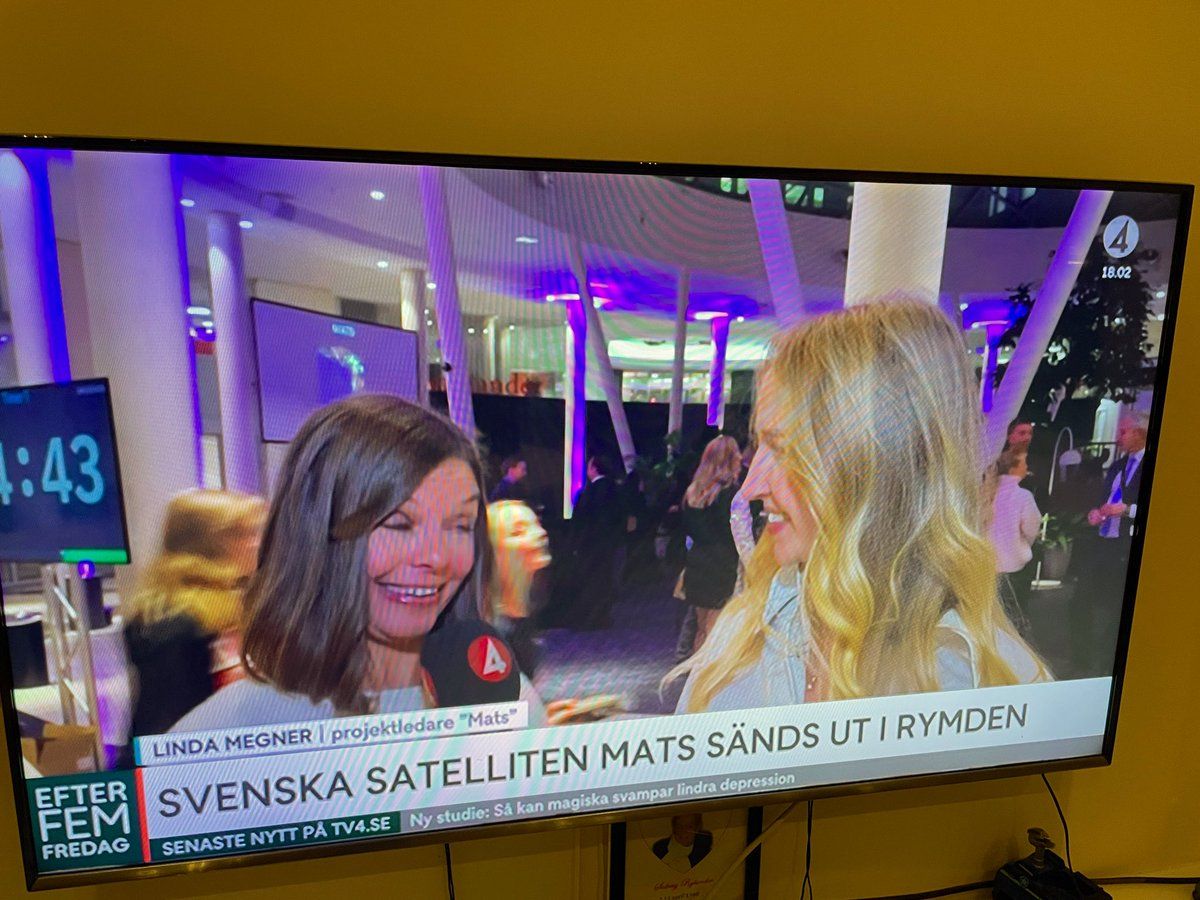 4
18.02
:43
4
LINDA MEGNER | projektledare "Mats"
SVENSKA SATELLITEN MATS SÄNDS UT I RYMDEN
EFTER
FEM
FREDAG
SENASTE NYTT PÅ TV4.SE
Ny studie: Så kan magiska svampar lindra depression